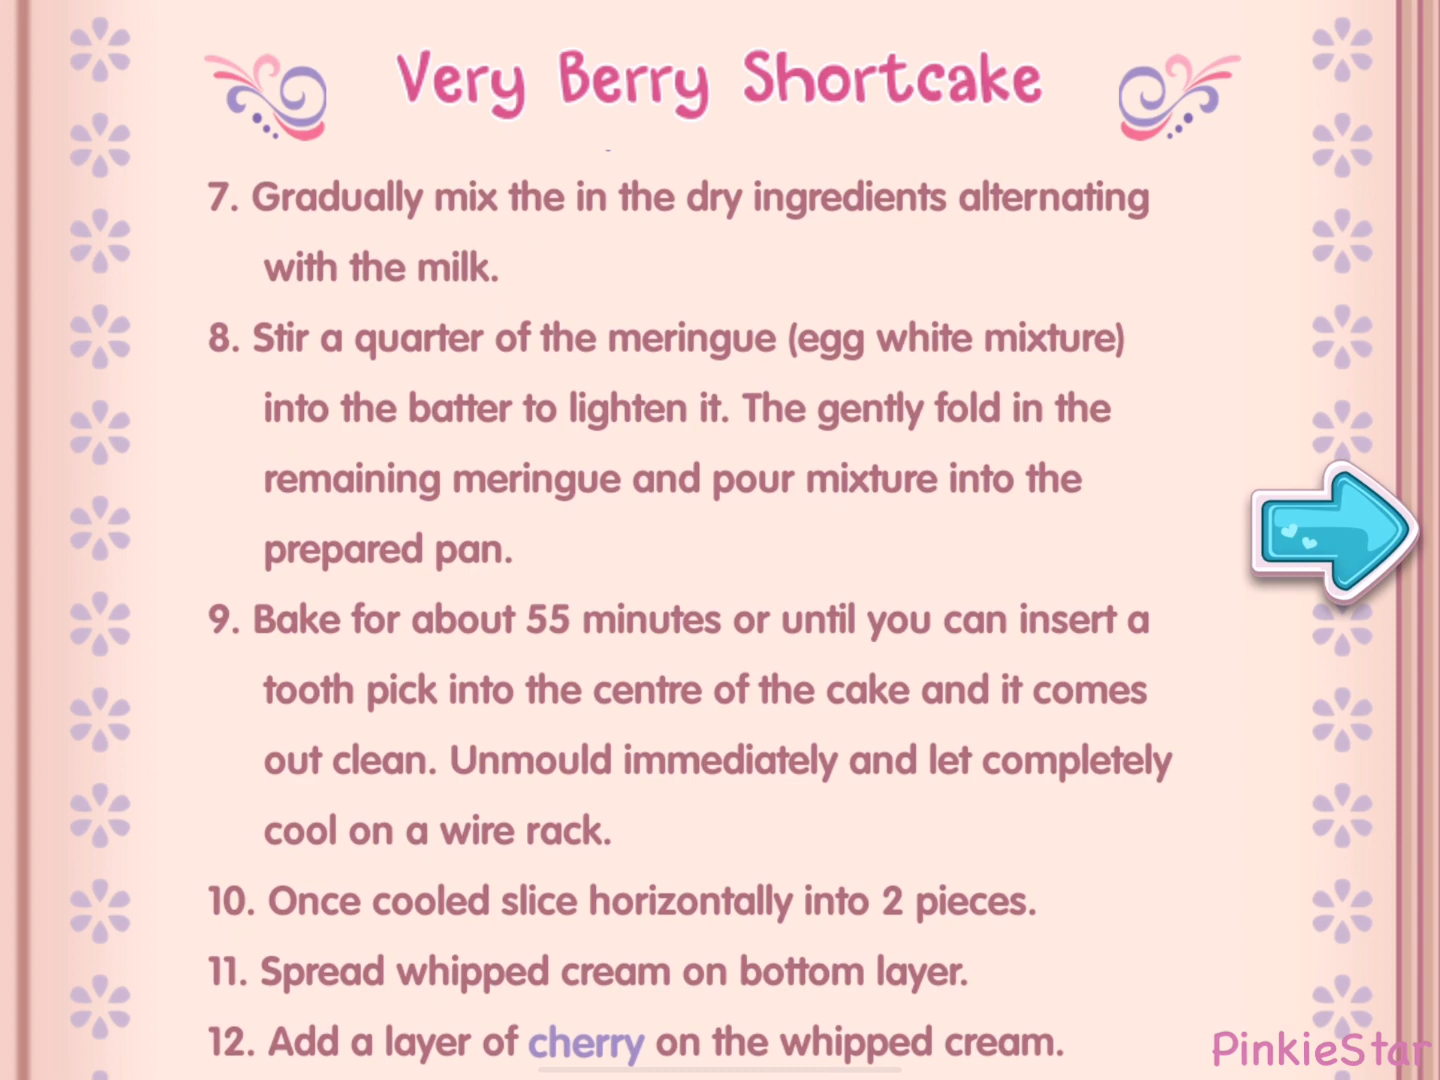 Very Berry Shortcake
7. Gradually mix the in the dry ingredients alternating
with the milk.
8. Stir a quarter of the meringue (egg white mixture)
into the batter to lighten it. The gently fold in the
remaining meringue and pour mixture into the
prepared pan.
9. Bake for about 55 minutes or until you can insert a
tooth pick into the centre of the cake and it comes
out clean. Unmould immediately and let completely
cool on a wire rack.
10. Once cooled slice horizontally into 2 pieces.
11. Spread whipped cream on bottom layer.
12. Add a layer of cherry on the whipped cream.
PinkieStar